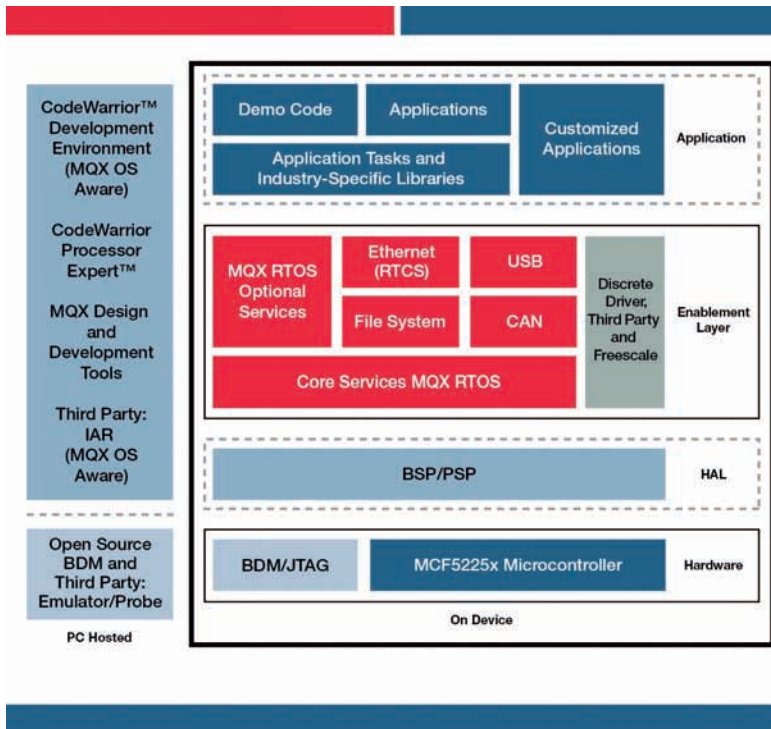 CodeWarrior™
Development
Environment
(MQX OS
Aware)
CodeWarrior
Processor
Expert™
MQX Design
and
Development
Tools
Third Party:
IAR
(MQX OS
Aware)
Open Source
BDM and
Third Party:
Emulator/Probe
PC Hosted
Demo Code
Applications
Customized
Applications
Application Tasks and
Industry-Specific Libraries
Application
MQX RTOS
Optional
Services
Ethernet
(RTCS)
USB
File System
CAN
Discrete
Driver,
Third Party
and
Freescale
Core Services MQX RTOS
Enablement
Layer
BSP/PSP
HAL
BDM/JTAG
MCF5225x Microcontroller
Hardware
On Device